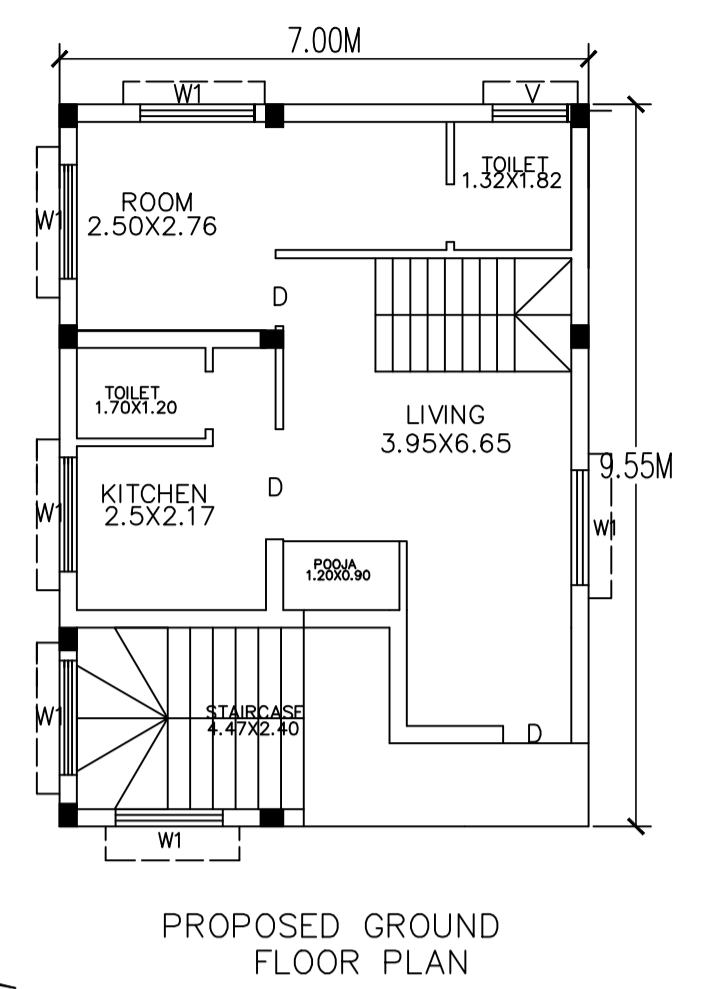 7.00M
W1
V
TOILET
1.32X1.82
ROOM
2.50X2.76
W1
D
TOILET
1.70X1.20
LIVING
3.95X6.65
9.55M
KITCHEN
2.5X2.17
D
W1
W1
POOJA
1.20X0.90
STAIRCASE
4.47X2.40
W1
D
W1
PROPOSED GROUND
FLOOR PLAN